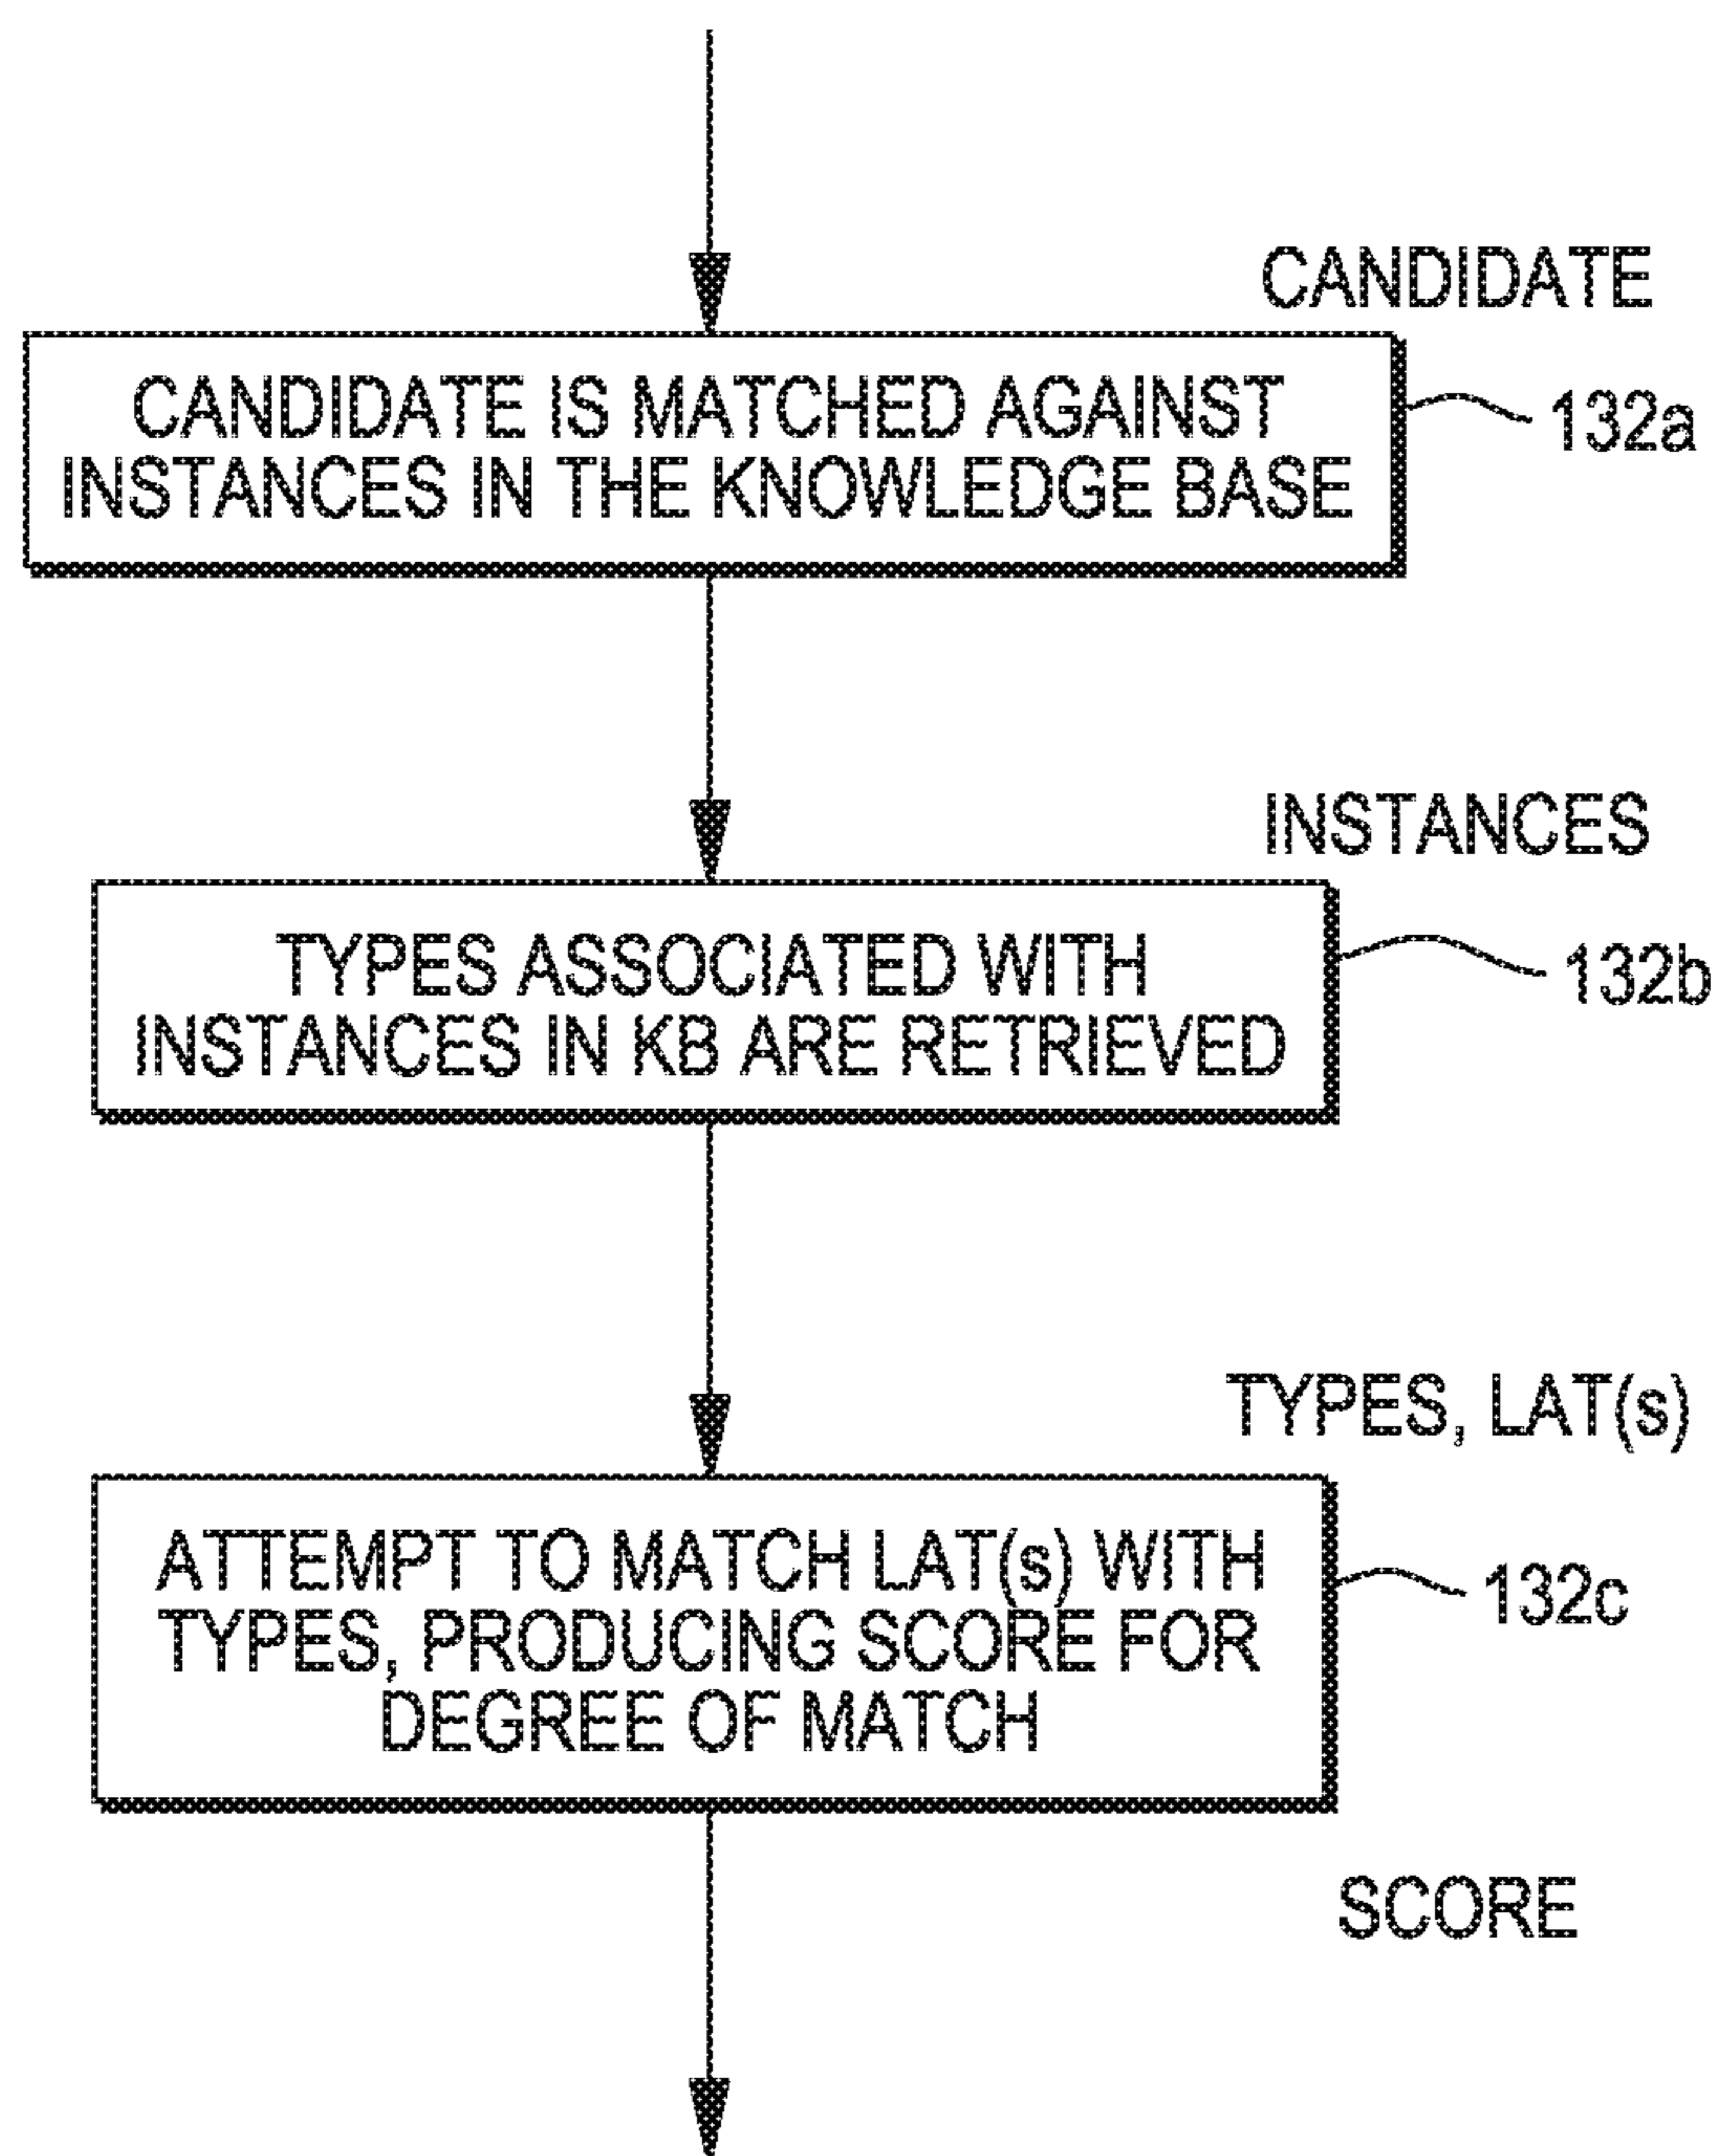 CANDIDATE
CANDIDATE IS MATCHED AGAINST
INSTANCES IN THE KNOWLEDGE BASE
132a
INSTANCES
TYPES ASSOCIATED WITH
INSTANCES IN KB ARE RETRIEVED
132b
TYPES, LAT(s)
ATTEMPT TO MATCH LAT(s) WITH
TYPES, PRODUCING SCORE FOR
DEGREE OF MATCH
132c
SCORE